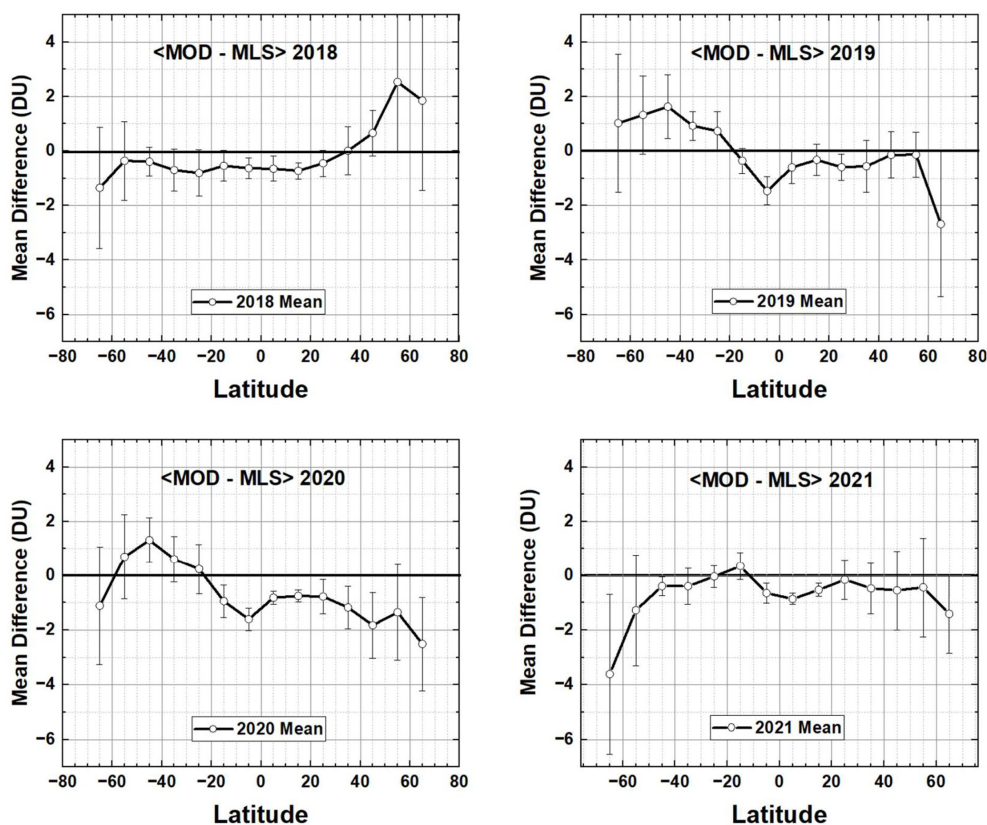 <MOD - MLS> 2018
Mean Difference (DU)
4
2
0
−2
−4
−6
2018 Mean
−80 −60 −40 −20 0 20 40 60 80
Latitude
<MOD - MLS> 2019
Mean Difference (DU)
4
2
0
−2
−4
−6
2019 Mean
−80 −60 −40 −20 0 20 40 60 80
Latitude
<MOD - MLS> 2020
Mean Difference (DU)
4
2
0
−2
−4
−6
2020 Mean
−80 −60 −40 −20 0 20 40 60 80
Latitude
<MOD - MLS> 2021
Mean Difference (DU)
4
2
0
−2
−4
−6
2021 Mean
−60 −40 −20 0 20 40 60
Latitude